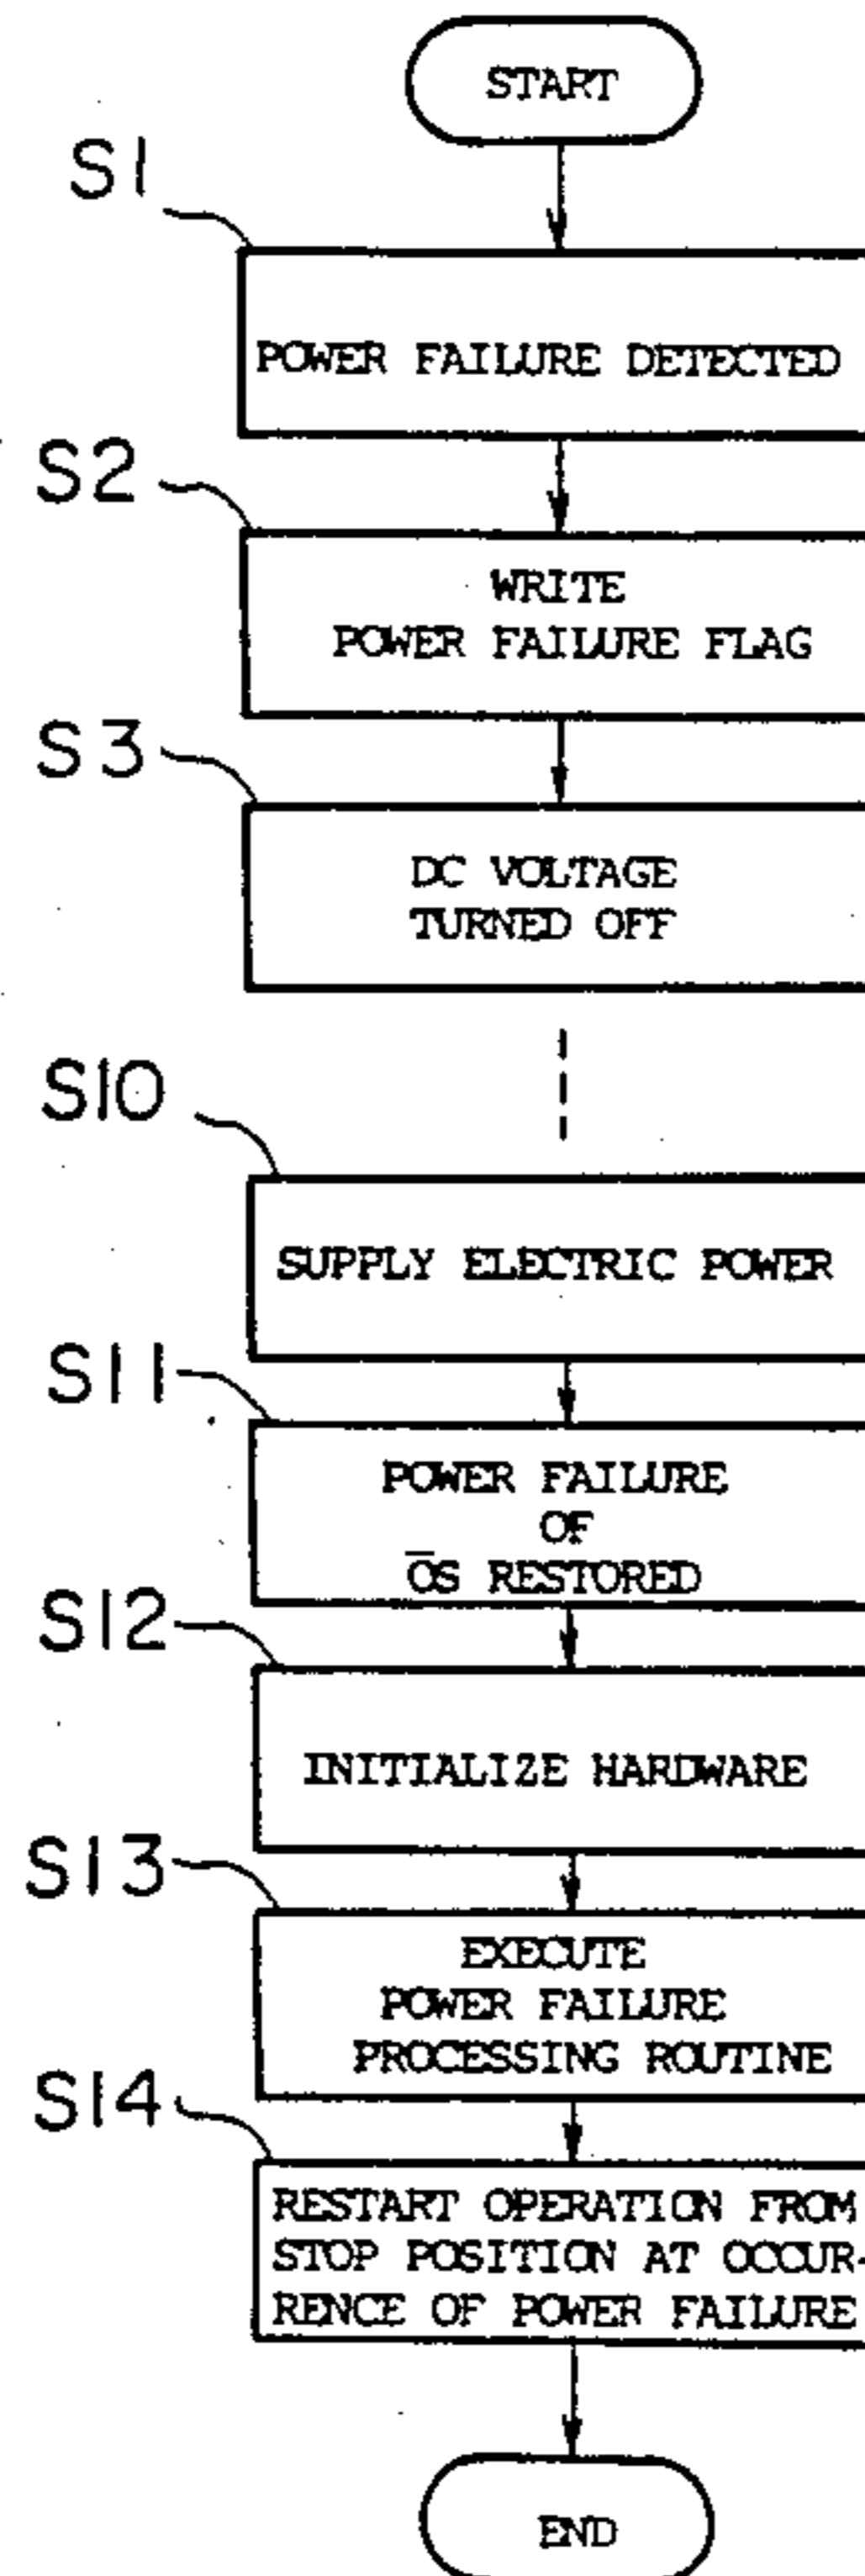 START
S1
POWER FAILURE DETECTED
S2
WRITE
POWER FAILURE FLAG
S3
DC VOLTAGE
TURNED OFF
S10
SUPPLY ELECTRIC POWER
S11
POWER FAILURE
OF
OS RESTORED
S12
INITIALIZE HARDWARE
S13
EXECUTE
POWER FAILURE
PROCESSING ROUTINE
S14
RESTART OPERATION FROM
STOP POSITION AT OCCUR-
RENCE OF POWER FAILURE
END